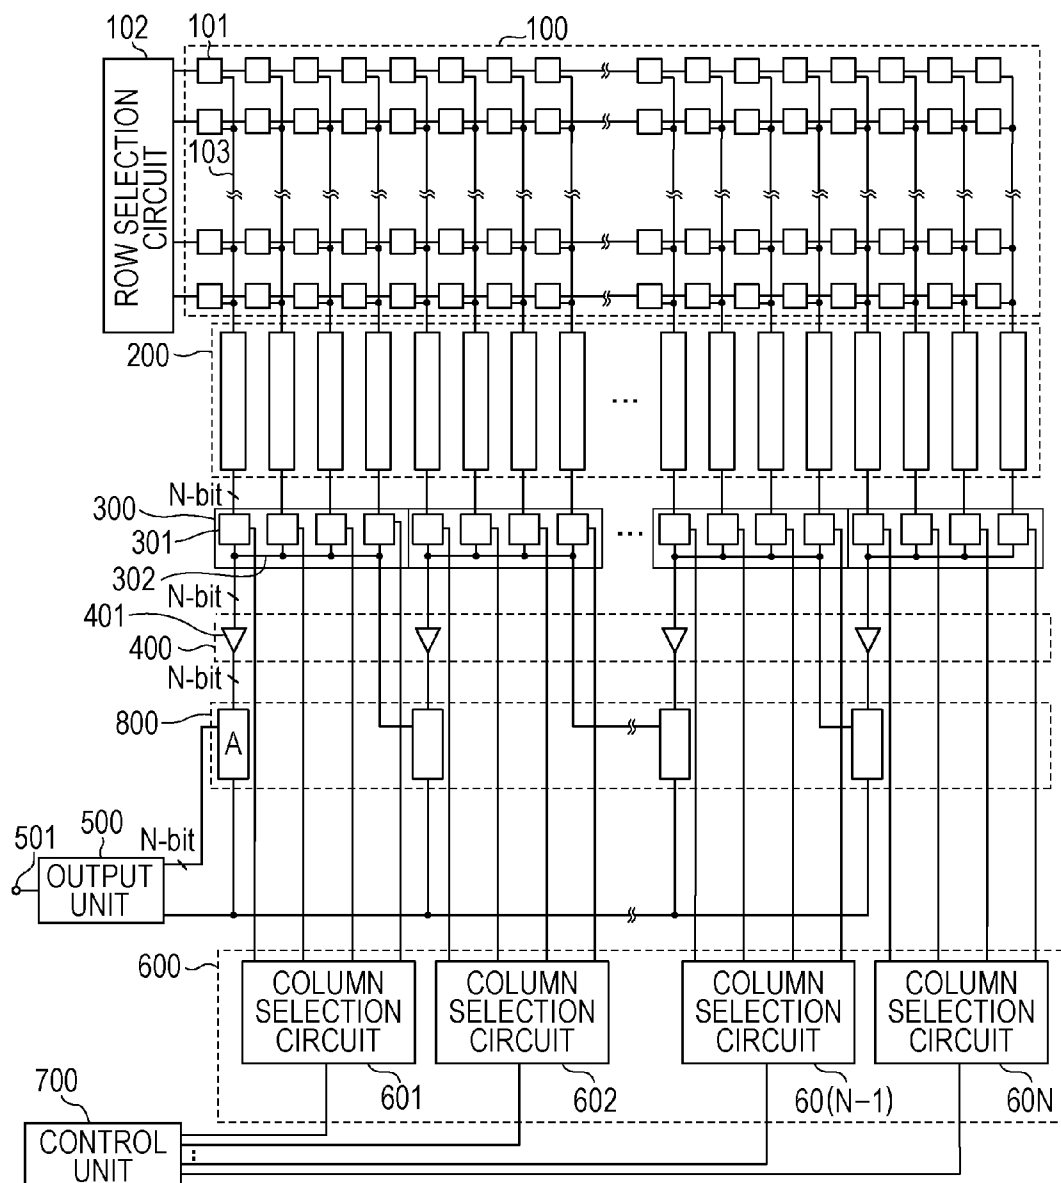 102
101
100
ROW SELECTION
CIRCUIT
103
200
N-bit
300
301
302
N-bit
401
400
N-bit
800
A
501
500
N-bit
OUTPUT
UNIT
600
COLUMN
SELECTION
CIRCUIT
COLUMN
SELECTION
CIRCUIT
COLUMN
SELECTION
CIRCUIT
COLUMN
SELECTION
CIRCUIT
601
602
60(N-1)
60N
700
CONTROL
UNIT